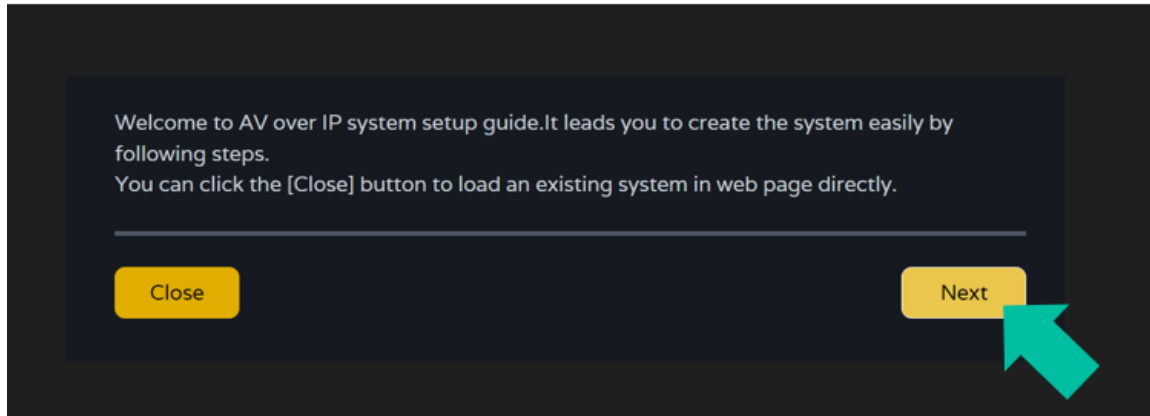 Welcome to AV over IP system setup guide.It leads you to create the system easily by
following steps.
You can click the [Close] button to load an existing system in web page directly.
Close
Next